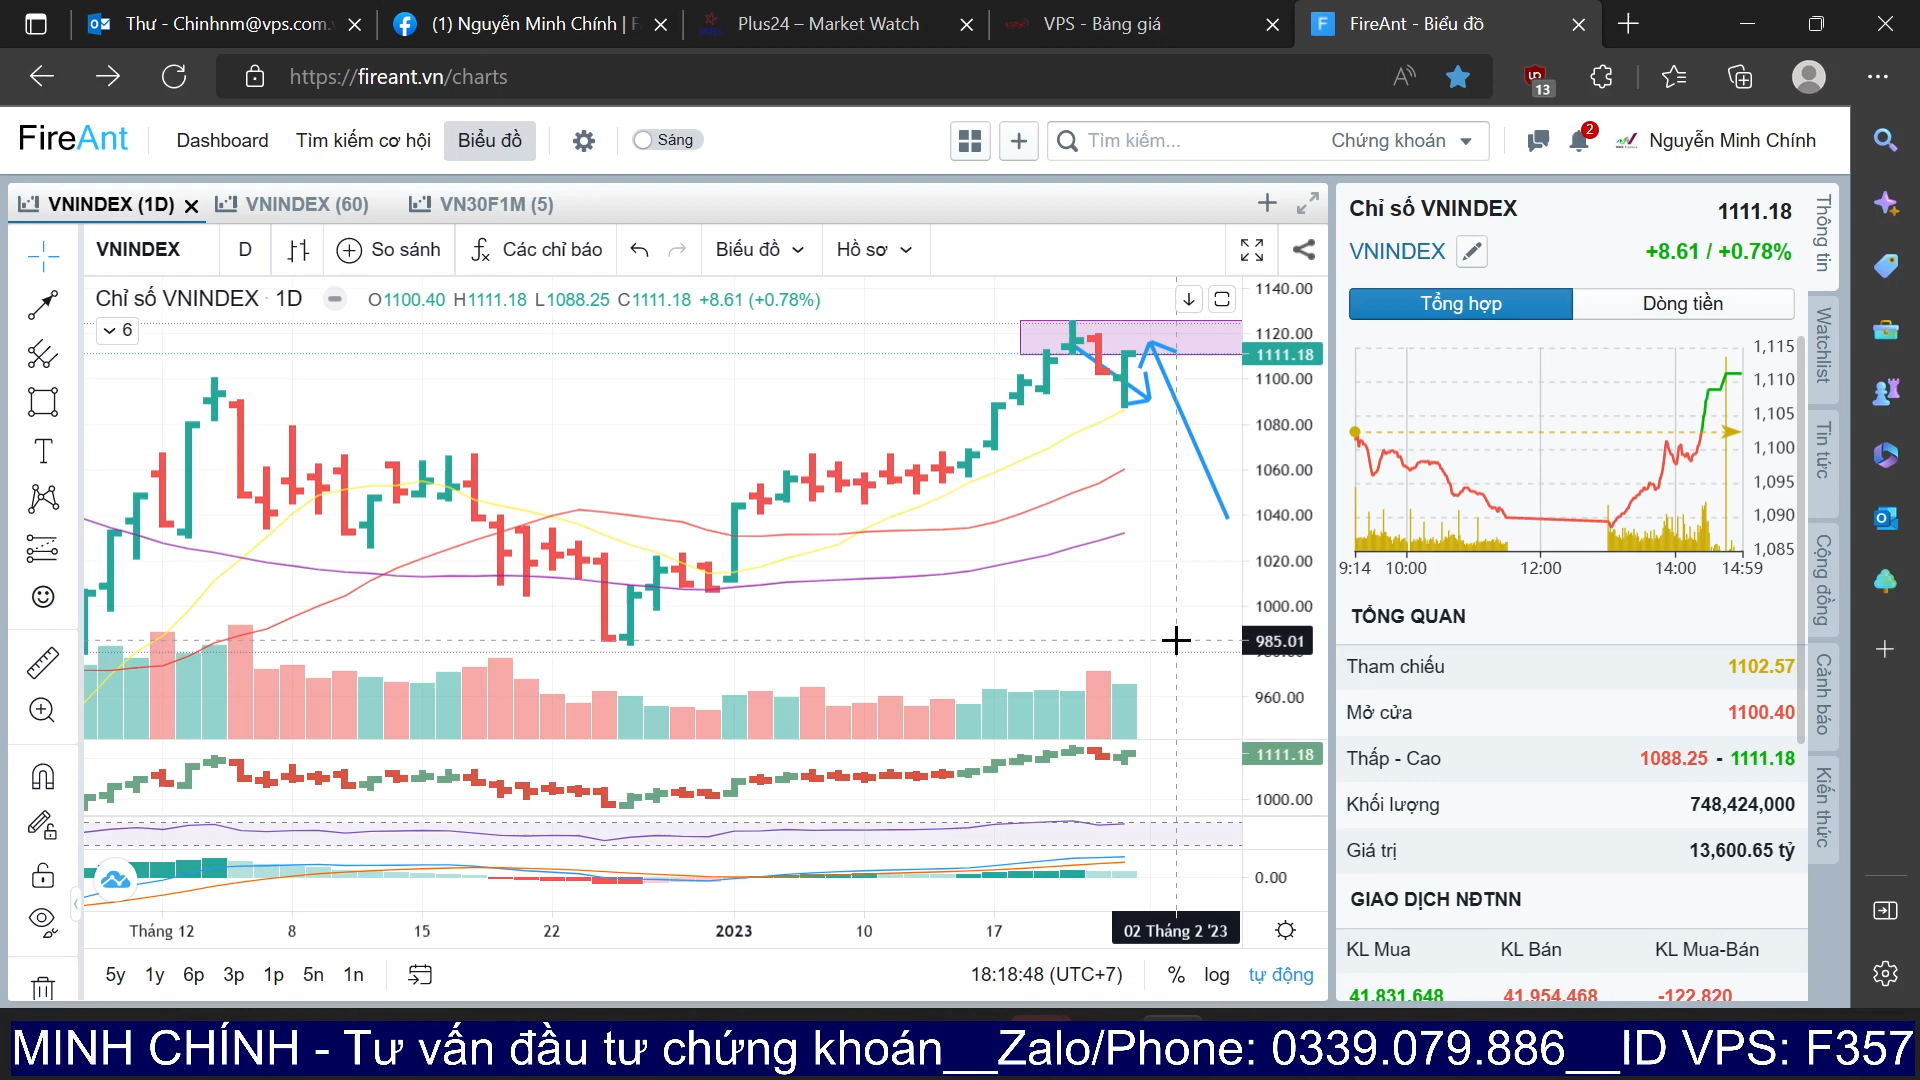 Thư - Chinhnm@vps.com.
(1) Nguyễn Minh Chính | F
Plus24 – Market Watch
VPS - Bảng giá
FireAnt - Biểu đồ
https://fireant.vn/charts
13
FireAnt
Dashboard
Tìm kiếm cơ hội
Biểu đồ
Sáng
Tìm kiếm...
Chứng khoán
2
Nguyễn Minh Chính
VNINDEX (1D)
VNINDEX (60)
VN30F1M (5)
VNINDEX
D
So sánh
Các chỉ báo
Biểu đồ
Hồ sơ
Chỉ số VNINDEX · 1D
O1100.40 H1111.18 L1088.25 C1111.18 +8.61 (+0.78%)
6
1140.00
1120.00
1111.18
1100.00
1080.00
1060.00
1040.00
1020.00
1000.00
985.01
960.00
1111.18
1000.00
0.00
Tháng 12
8
15
22
2023
10
17
02 Tháng 2 '23
5y
1y
6p
3p
1p
5n
1n
18:18:48 (UTC+7)
%
log
tự động
Chỉ số VNINDEX
1111.18
VNINDEX
+8.61 / +0.78%
Tổng hợp
Dòng tiền
1,115
1,110
1,105
1,100
1,095
1,090
1,085
9:14
10:00
12:00
14:00
14:59
TỔNG QUAN
Tham chiếu
1102.57
Mở cửa
1100.40
Thấp - Cao
1088.25 - 1111.18
Khối lượng
748,424,000
Giá trị
13,600.65 tỷ
GIAO DỊCH NĐTNN
KL Mua
KL Bán
KL Mua-Bán
41,831,648
41,954,468
-122,820
Thông tin
Watchlist
Tin tức
Cộng đồng
Cảnh báo
Kiến thức
MINH CHÍNH - Tư vấn đầu tư chứng khoán__Zalo/Phone: 0339.079.886__ID VPS: F357